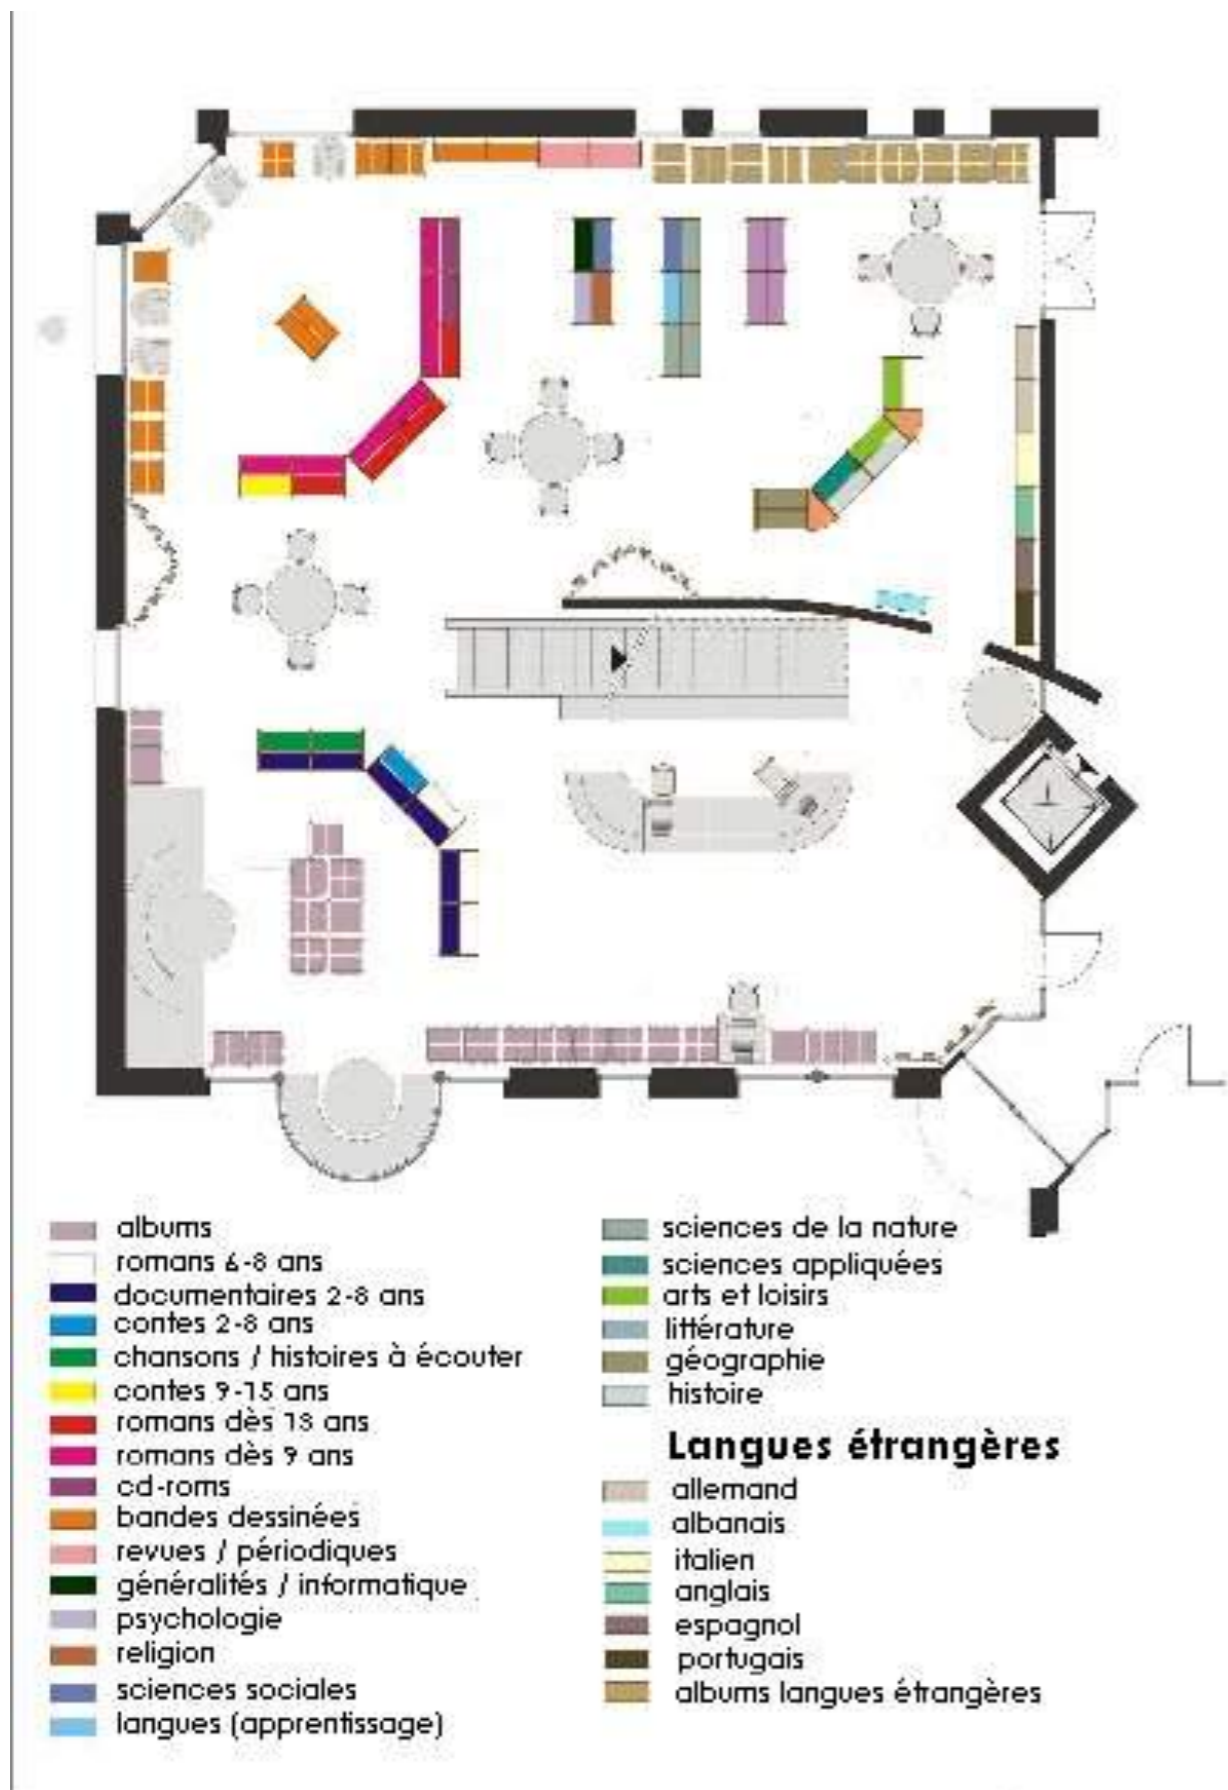 albums
romans 6-8 ans
documentaires 2-8 ans
contes 2-8 ans
chansons / histoires à écouter
contes 9-15 ans
romans dès 13 ans
romans dès 9 ans
cd-roms
bandes dessinées
revues / périodiques
généralités / informatique
psychologie
religion
sciences sociales
langues (apprentissage)
sciences de la nature
sciences appliquées
arts et loisirs
littérature
géographie
histoire
Langues étrangères
allemand
albanais
italien
anglais
espagnol
portugais
albums langues étrangères